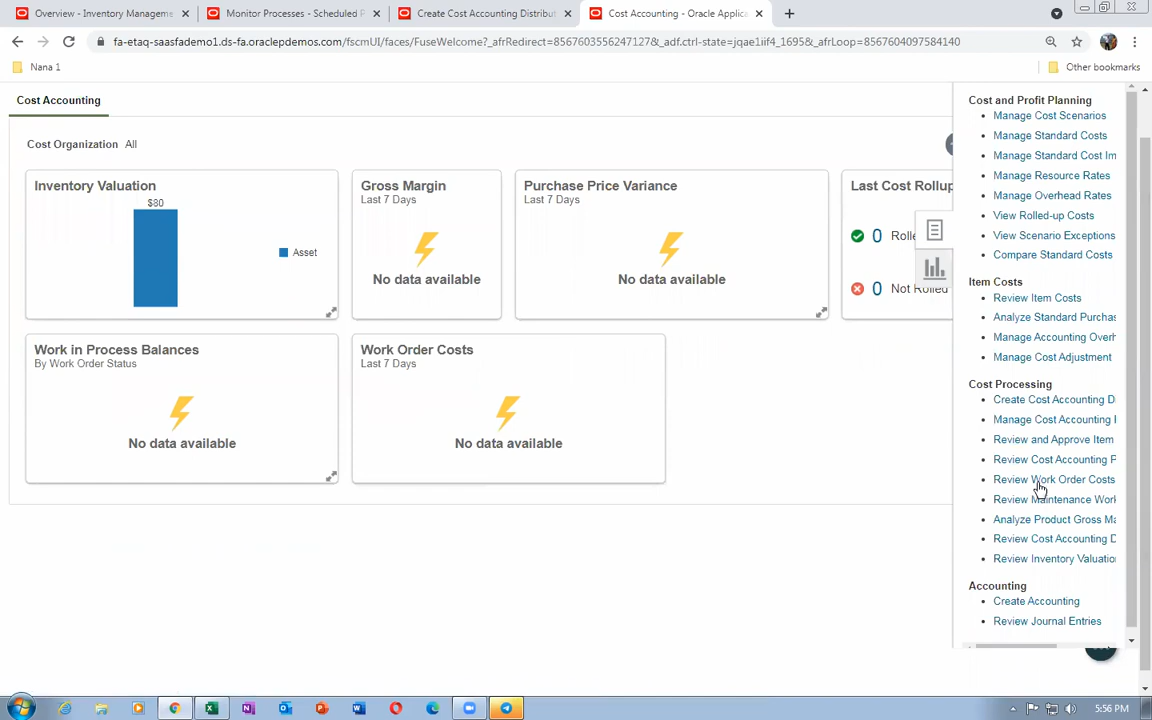 Overview - Inventory Manageme
Monitor Processes - Scheduled P
Create Cost Accounting Distribut
Cost Accounting - Oracle Applica
fa-etaq-saasfademo1.ds-fa.oraclepdemos.com/fscmUI/faces/FuseWelcome?_afrRedirect=8567603556247127&_adf.ctrl-state=jqae1iif4_1695&_afrLoop=8567604097584140
Nana 1
Other bookmarks
Cost Accounting
Cost Organization All
Inventory Valuation
$80
Asset
Gross Margin
Last 7 Days
No data available
Purchase Price Variance
Last 7 Days
No data available
Last Cost Rollup
0 Rolle
0 Not Rolled
Work in Process Balances
By Work Order Status
No data available
Work Order Costs
Last 7 Days
No data available
Cost and Profit Planning
Manage Cost Scenarios
Manage Standard Costs
Manage Standard Cost Im
Manage Resource Rates
Manage Overhead Rates
View Rolled-up Costs
View Scenario Exceptions
Compare Standard Costs
Item Costs
Review Item Costs
Analyze Standard Purchas
Manage Accounting Overh
Manage Cost Adjustment
Cost Processing
Create Cost Accounting D
Manage Cost Accounting
Review and Approve Item
Review Cost Accounting P
Review Work Order Costs
Review Maintenance Work
Analyze Product Gross Ma
Review Cost Accounting D
Review Inventory Valuation
Accounting
Create Accounting
Review Journal Entries
5:56 PM